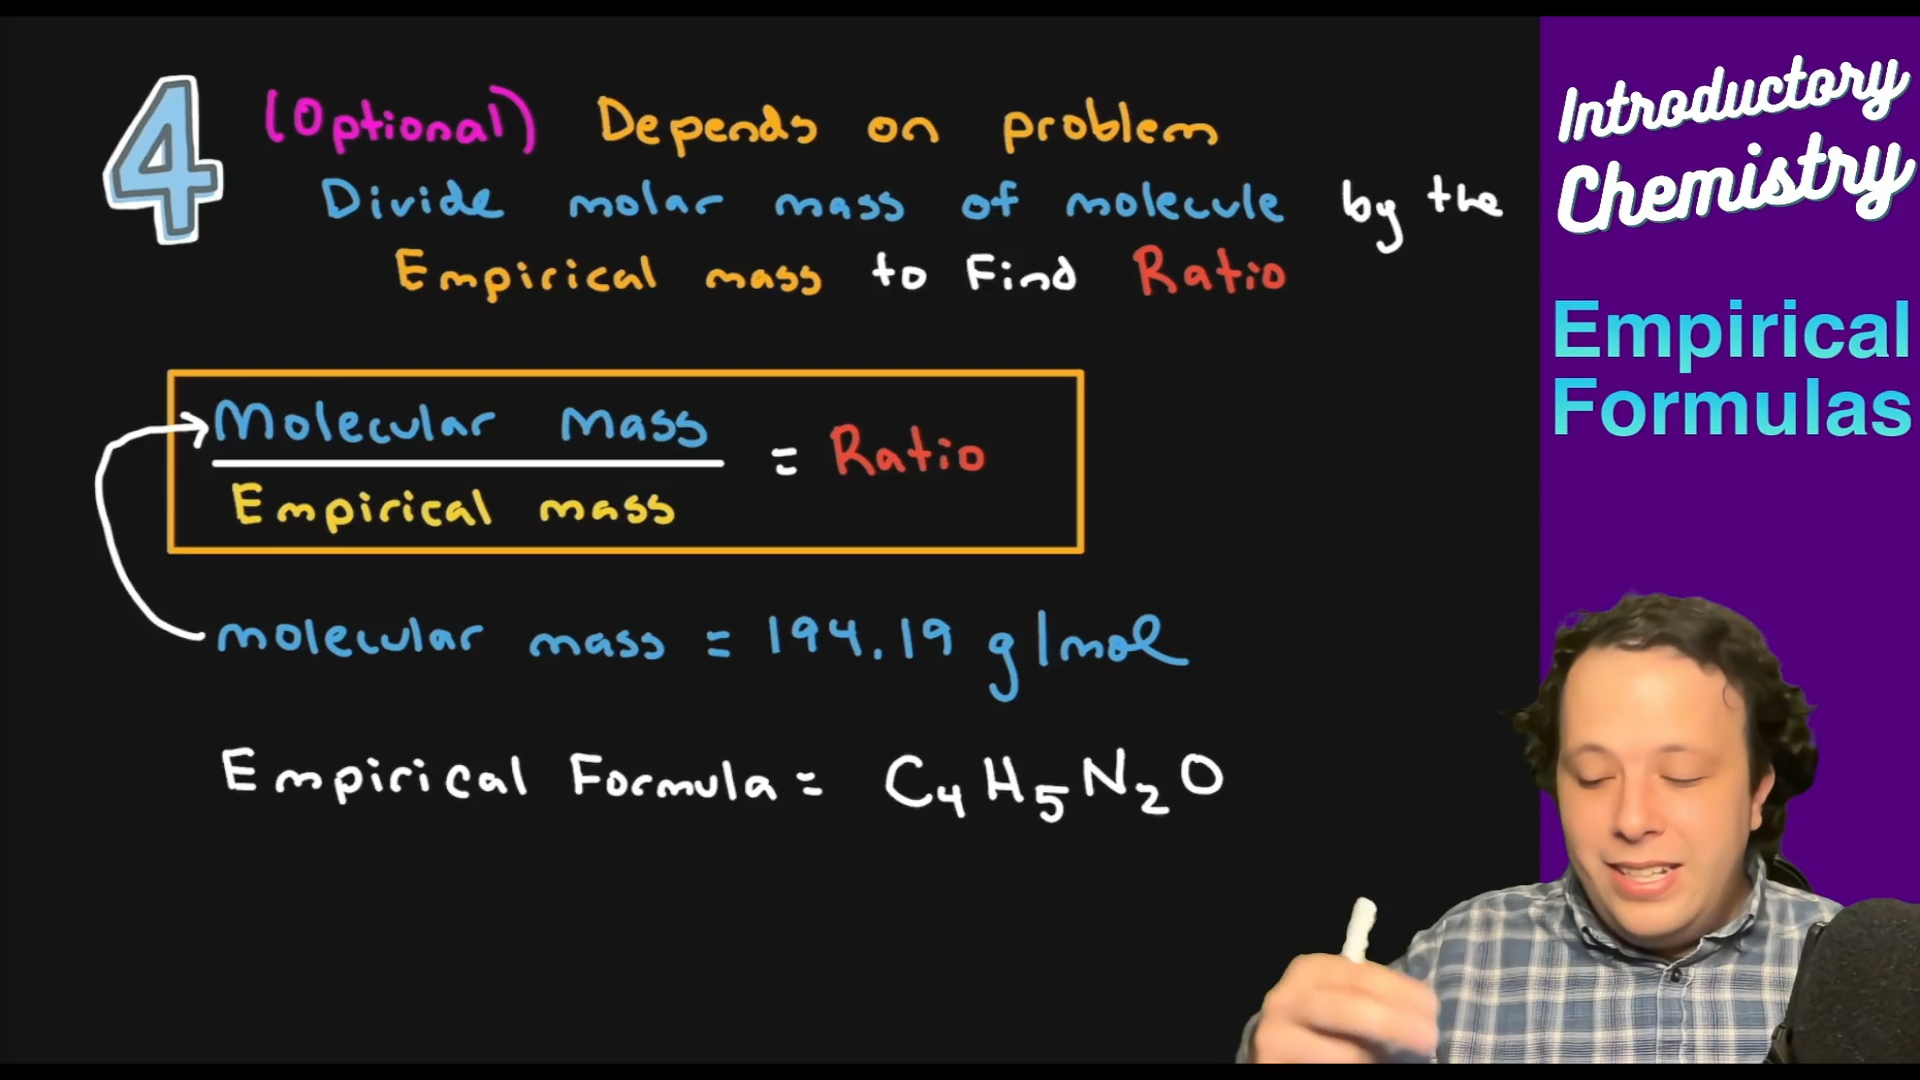 4 (Optional) Depends on problem
Divide molar mass of molecule by the
Empirical mass to Find Ratio
Molecular Mass
Empirical mass
= Ratio
molecular mass = 194.19 g/mol
Empirical Formula = C₄H₅N₂O
Introductory
Chemistry
Empirical
Formulas